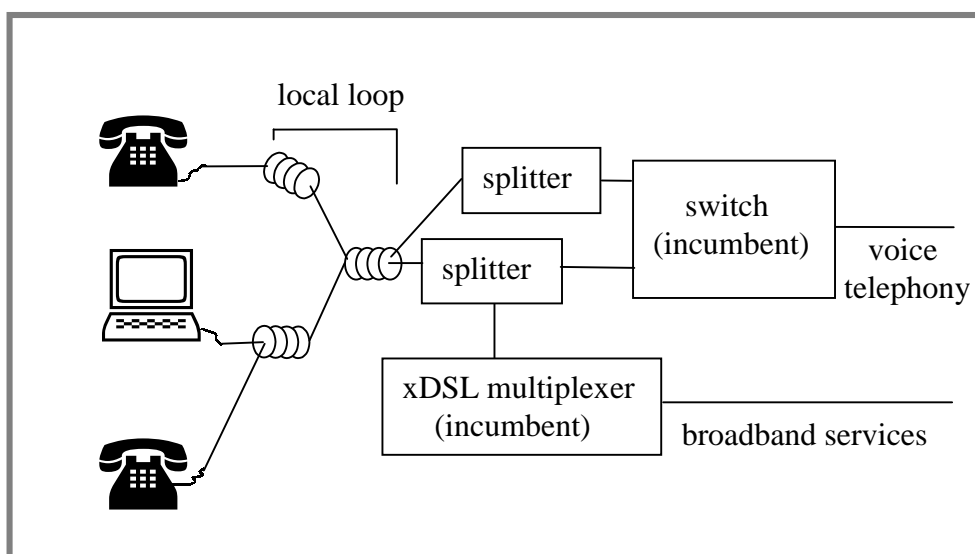 local loop
splitter
switch
(incumbent)
splitter
voice
telephony
xDSL multiplexer
(incumbent)
broadband services